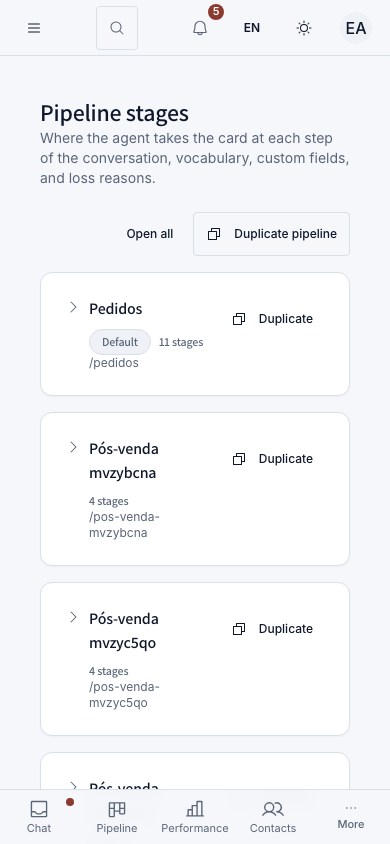 5
EN
EA
Pipeline stages
Where the agent takes the card at each step
of the conversation, vocabulary, custom fields,
and loss reasons.
Open all
Duplicate pipeline
Pedidos
Duplicate
Default
11 stages
/pedidos
Pós-venda
mvzybcna
Duplicate
4 stages
/pos-venda-
mvzybcna
Pós-venda
mvzyc5qo
Duplicate
4 stages
/pos-venda-
mvzyc5qo
Pós-venda
Chat
Pipeline
Performance
Contacts
More